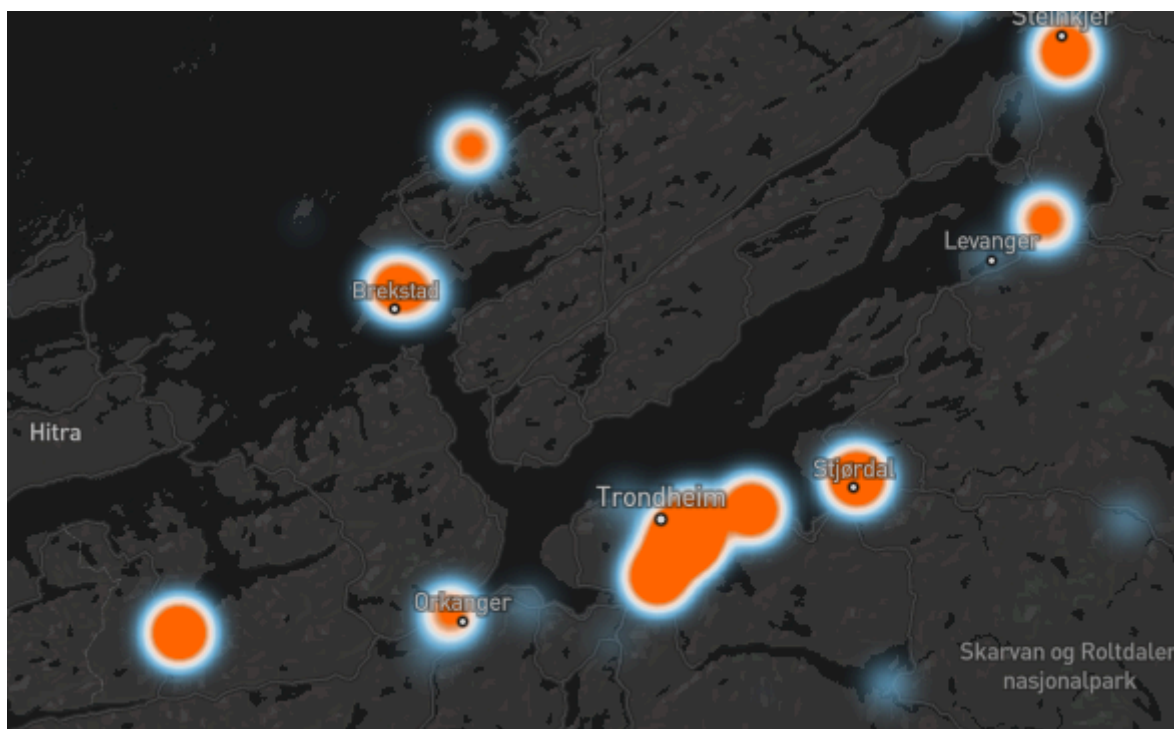 Steinkjer
Levanger
Brekstad
Hitra
Stjørdal
Trondheim
Orkanger
Skarvan og Roltdalen
nasjonalpark